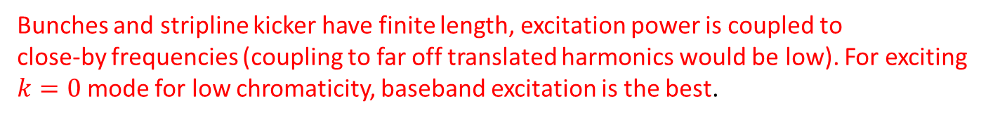 Bunches and stripline kicker have finite length, excitation power is coupled to
close-by frequencies (coupling to far off translated harmonics would be low). For exciting
k = 0 mode for low chromaticity, baseband excitation is the best.